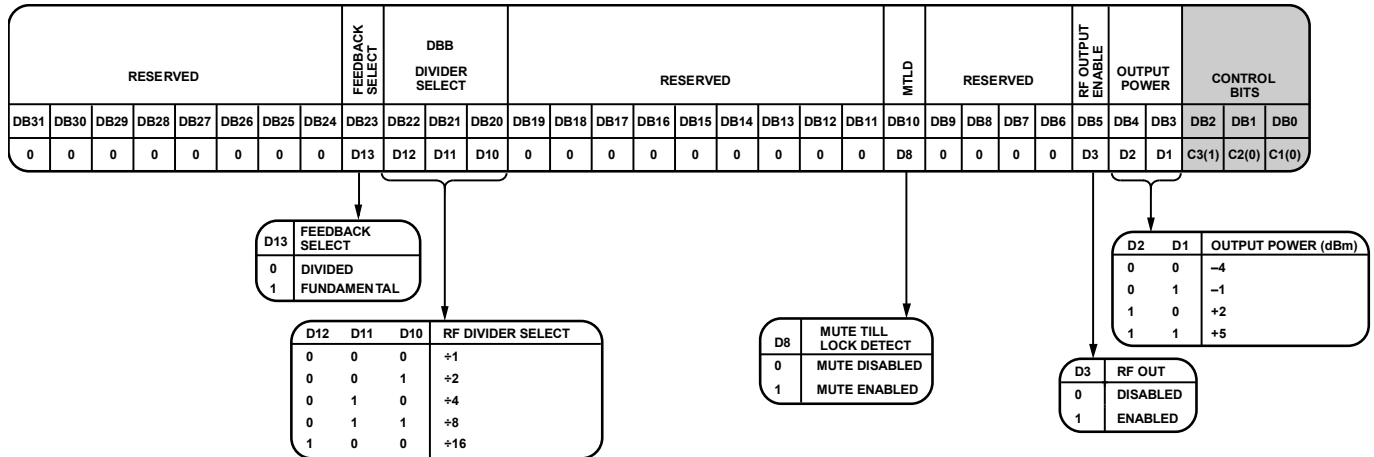 RESERVED
FEEDBACK
SELECT
DBB
DIVIDER
SELECT
RESERVED
MTLD
RESERVED
RF OUTPUT
ENABLE
OUTPUT
POWER
CONTROL
BITS
DB31 DB30 DB29 DB28 DB27 DB26 DB25 DB24 DB23 DB22 DB21 DB20 DB19 DB18 DB17 DB16 DB15 DB14 DB13 DB12 DB11 DB10 DB9 DB8 DB7 DB6 DB5 DB4 DB3 DB2 DB1 DB0
0 0 0 0 0 0 0 0 D13 D12 D11 D10 0 0 0 0 0 0 0 0 0 D8 0 0 0 0 D3 D2 D1 C3(1) C2(0) C1(0)
D13 FEEDBACK
SELECT
0 DIVIDED
1 FUNDAMENTAL
D12 D11 D10 RF DIVIDER SELECT
0 0 0 ÷1
0 0 1 ÷2
0 1 0 ÷4
0 1 1 ÷8
1 0 0 ÷16
D8 MUTE TILL
LOCK DETECT
0 MUTE DISABLED
1 MUTE ENABLED
D3 RF OUT
0 DISABLED
1 ENABLED
D2 D1 OUTPUT POWER (dBm)
0 0 –4
0 1 –1
1 0 +2
1 1 +5